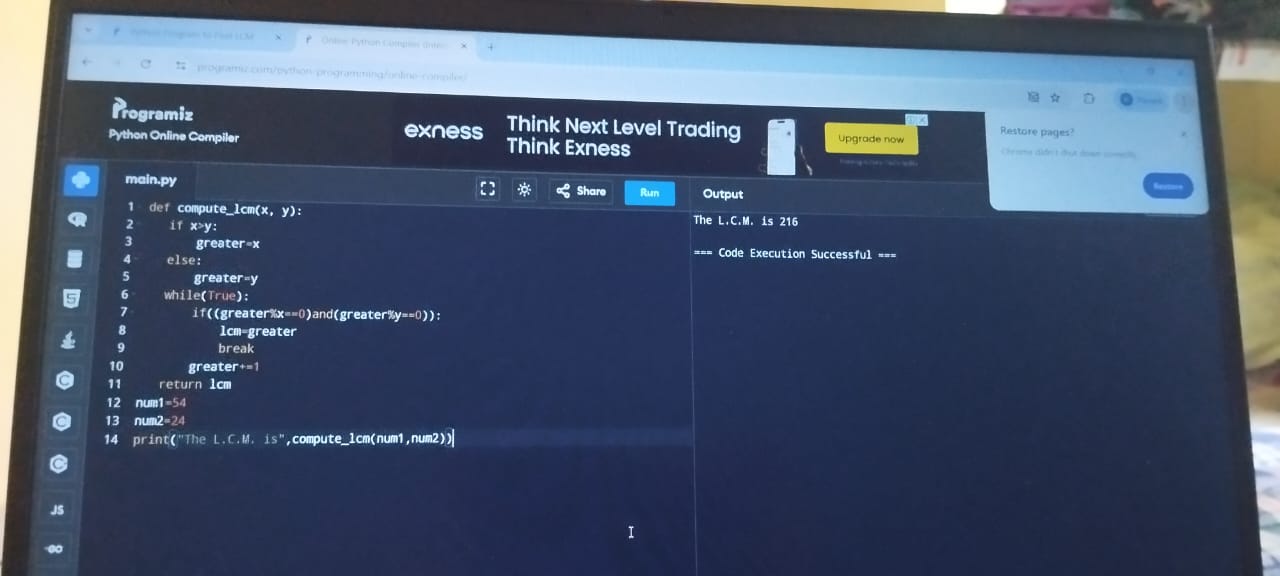 Python Program to Find LCM
Online Python Compiler (Inter
programiz.com/python-programming/online-compiler/
Programiz
Python Online Compiler
exness
Think Next Level Trading
Think Exness
Upgrade now
Restore pages?
Chrome didn't shut down correctly.
Restore
main.py
Share
Run
Output
1 def compute_lcm(x, y):
2 if x>y:
3 greater=x
4 else:
5 greater=y
6 while(True):
7 if((greater%x==0)and(greater%y==0)):
8 lcm=greater
9 break
10 greater+=1
11 return lcm
12 num1=54
13 num2=24
14 print("The L.C.M. is",compute_lcm(num1,num2))
The L.C.M. is 216
=== Code Execution Successful ===
JS